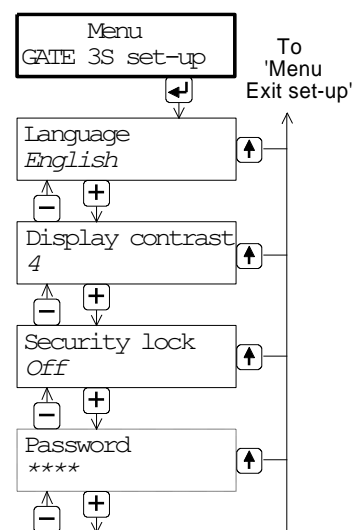 Menu
GATE 3S set-up
To
'Menu
Exit set-up'
Language
English
Display contrast
4
Security lock
Off
Password
****